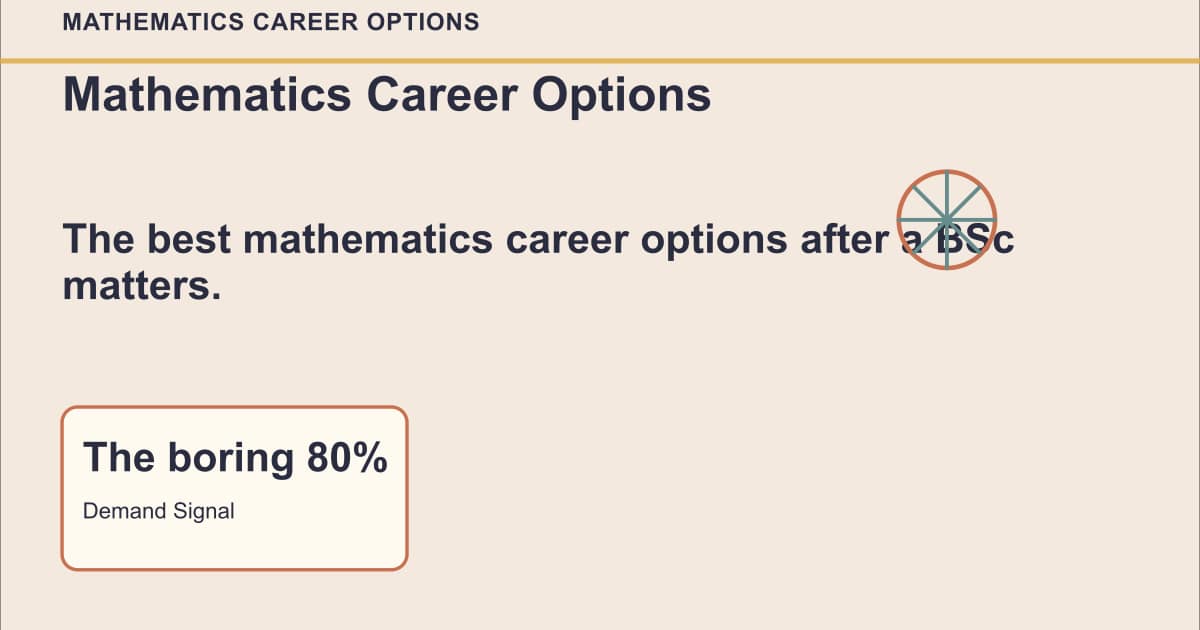 MATHEMATICS CAREER OPTIONS
Mathematics Career Options
The best mathematics career options after a BSc
matters.
The boring 80%
Demand Signal